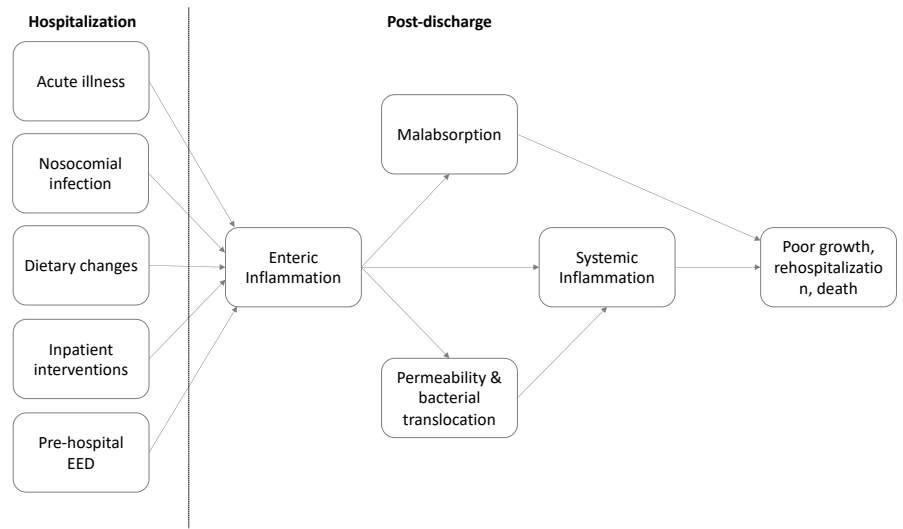 Hospitalization
Post-discharge
Acute illness
Nosocomial
infection
Dietary changes
Inpatient
interventions
Pre-hospital
EED
Enteric
Inflammation
Malabsorption
Systemic
Inflammation
Permeability &
bacterial
translocation
Poor growth,
rehospitalizatio
n, death